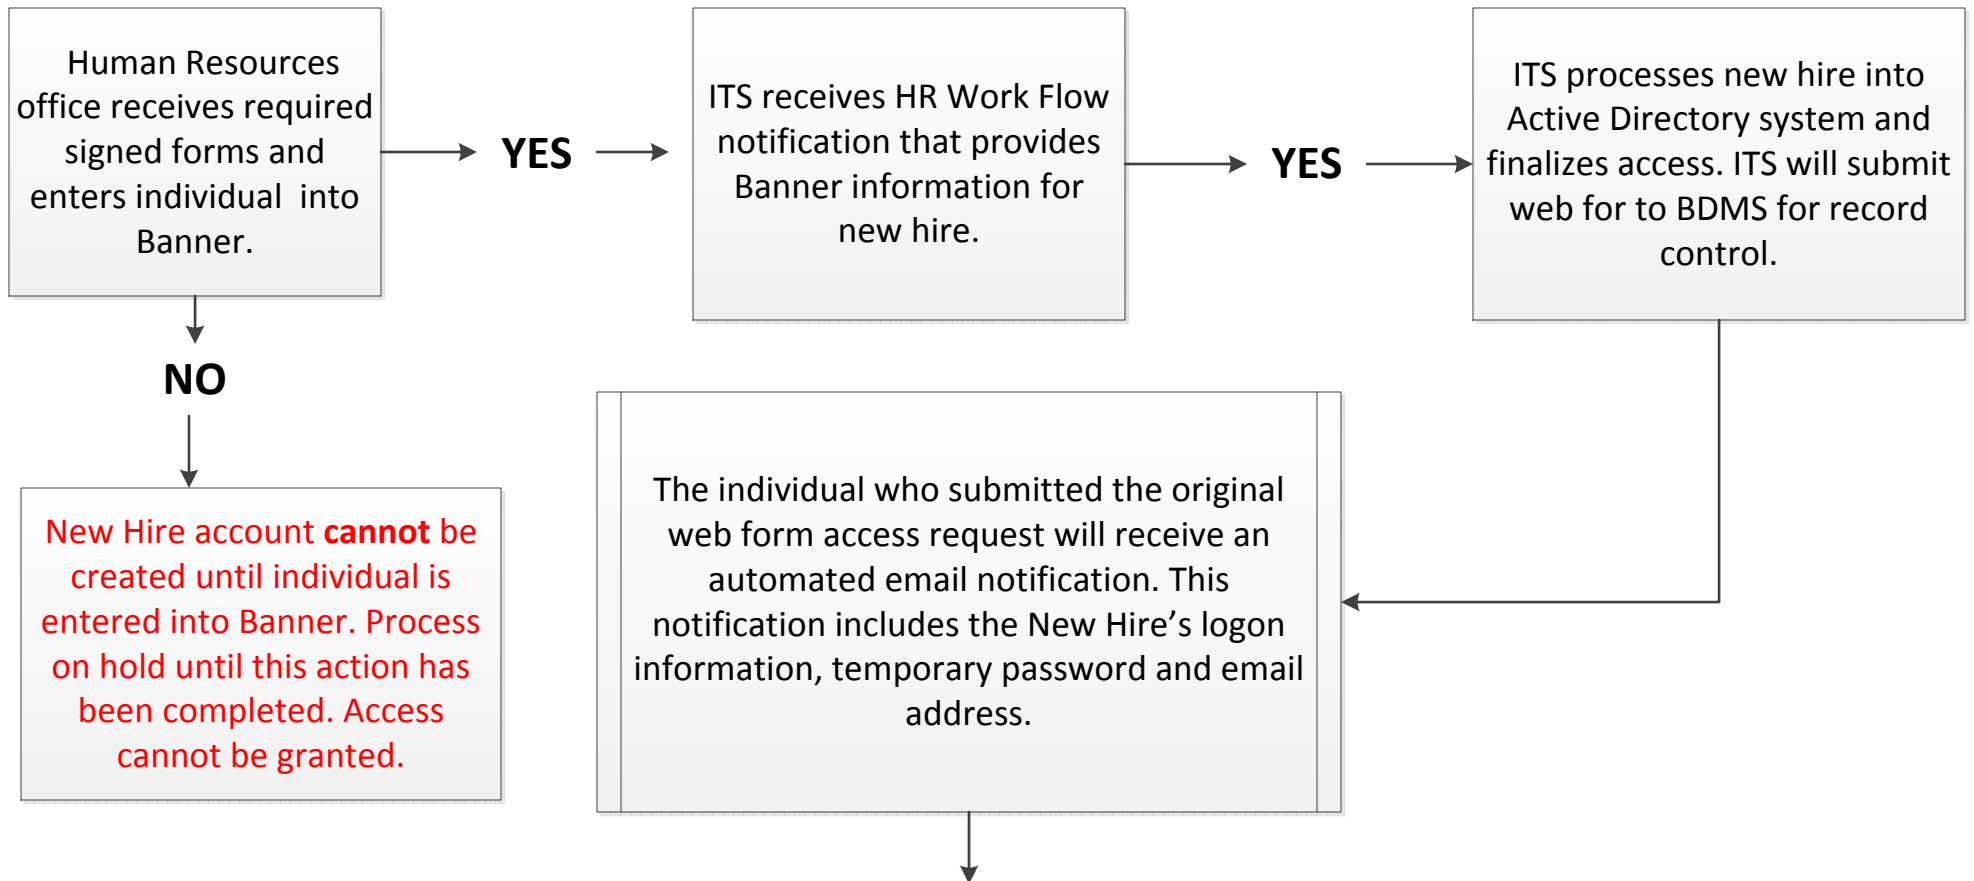 Human Resources
office receives required
signed forms and
enters individual  into
Banner.
YES
ITS receives HR Work Flow
notification that provides
Banner information for
new hire.
YES
ITS processes new hire into
Active Directory system and
finalizes access. ITS will submit
web for to BDMS for record
control.
NO
New Hire account cannot be
created until individual is
entered into Banner. Process
on hold until this action has
been completed. Access
cannot be granted.
The individual who submitted the original
web form access request will receive an
automated email notification. This
notification includes the New Hire’s logon
information, temporary password and email
address.